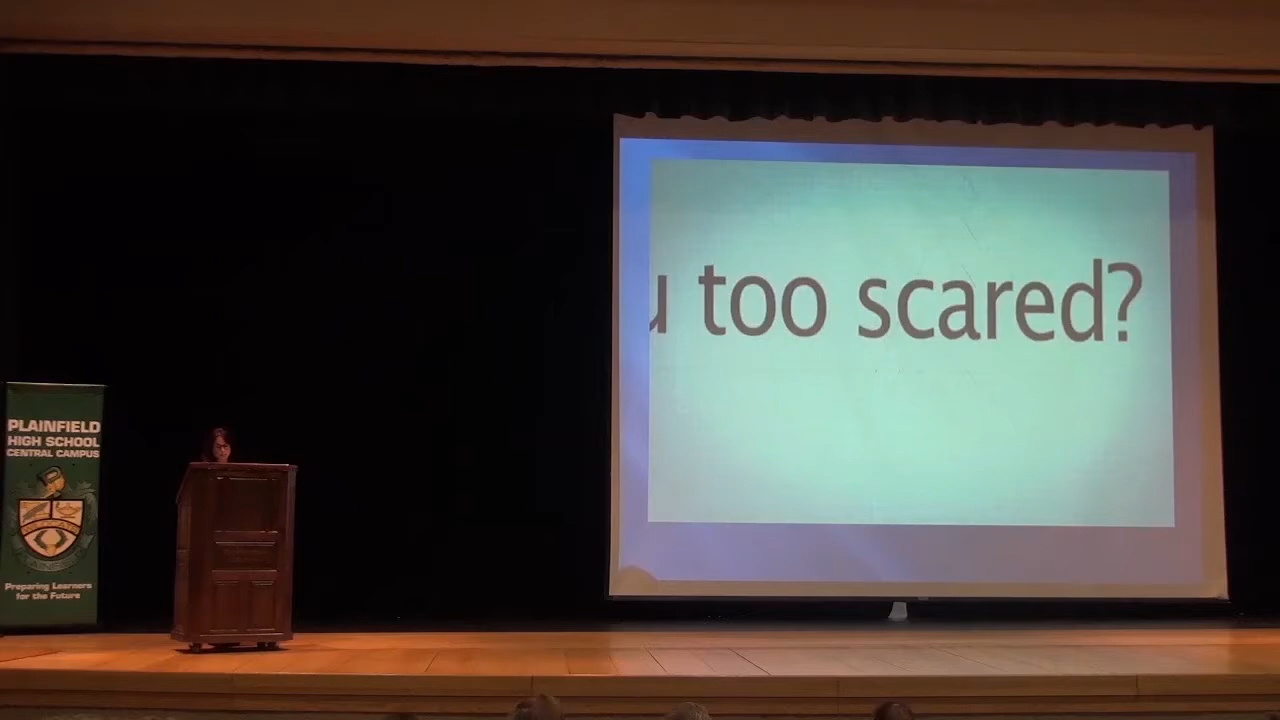 u too scared?
PLAINFIELD
HIGH SCHOOL
CENTRAL CAMPUS
Preparing Learners
for the Future